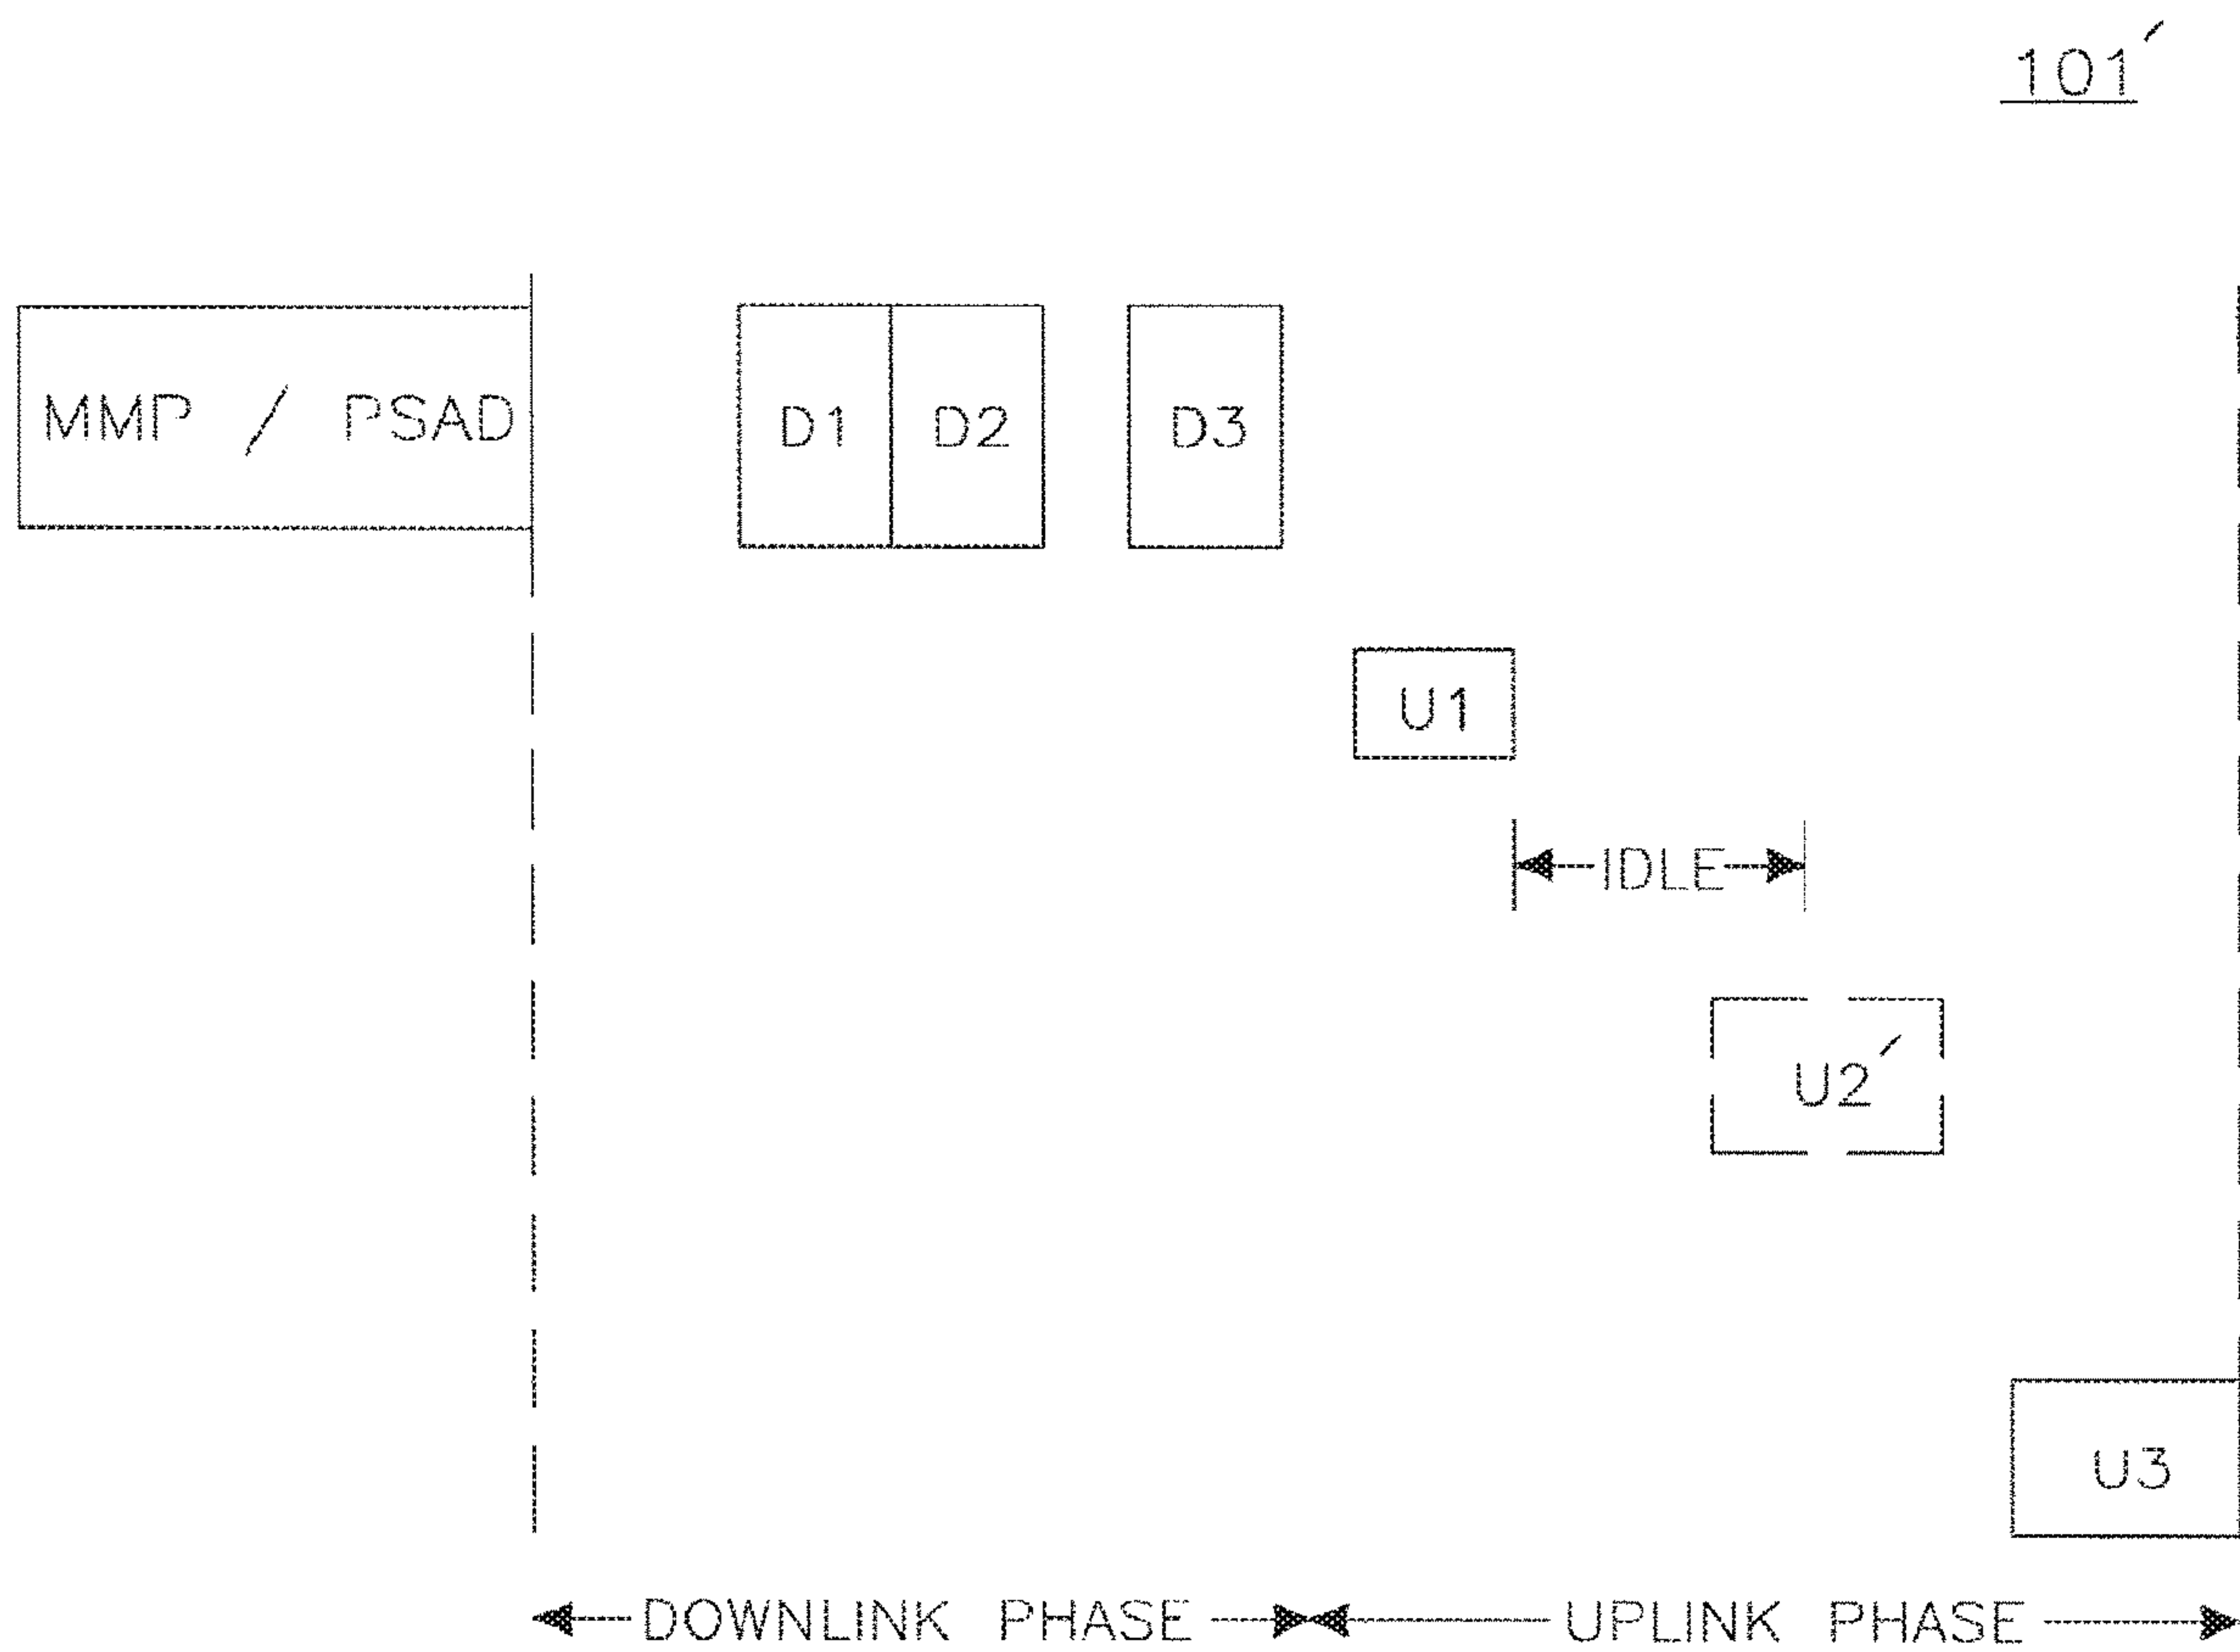 101′
MMP / PSAD
D1 D2 D3
U1
IDLE
U2′
U3
DOWNLINK PHASE UPLINK PHASE